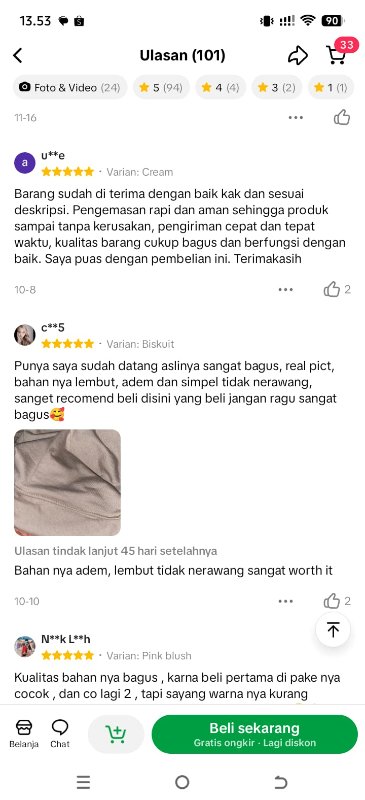 13.53
90
Ulasan (101)
33
Foto & Video (24)
5 (94)
4 (4)
3 (2)
1 (1)
11-16
a
u**e
Varian: Cream
Barang sudah di terima dengan baik kak dan sesuai
deskripsi. Pengemasan rapi dan aman sehingga produk
sampai tanpa kerusakan, pengiriman cepat dan tepat
waktu, kualitas barang cukup bagus dan berfungsi dengan
baik. Saya puas dengan pembelian ini. Terimakasih
10-8
2
c**5
Varian: Biskuit
Punya saya sudah datang aslinya sangat bagus, real pict,
bahan nya lembut, adem dan simpel tidak nerawang,
sanget recomend beli disini yang beli jangan ragu sangat
bagus🥰
Ulasan tindak lanjut 45 hari setelahnya
Bahan nya adem, lembut tidak nerawang sangat worth it
10-10
2
N**k L**h
Varian: Pink blush
Kualitas bahan nya bagus , karna beli pertama di pake nya
cocok , dan co lagi 2 , tapi sayang warna nya kurang
Belanja
Chat
Beli sekarang
Gratis ongkir · Lagi diskon